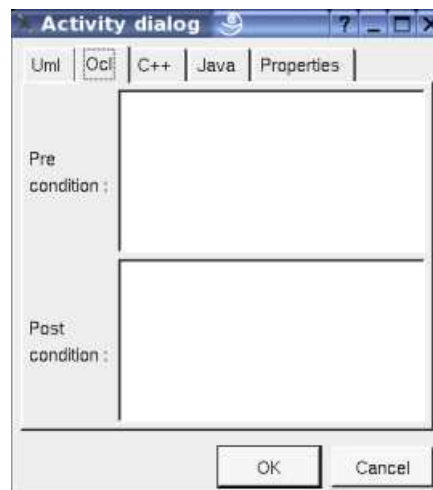 Activity dialog ? _ X
Uml Ocl C++ Java Properties
Pre
condition :
Post
condition :
OK Cancel